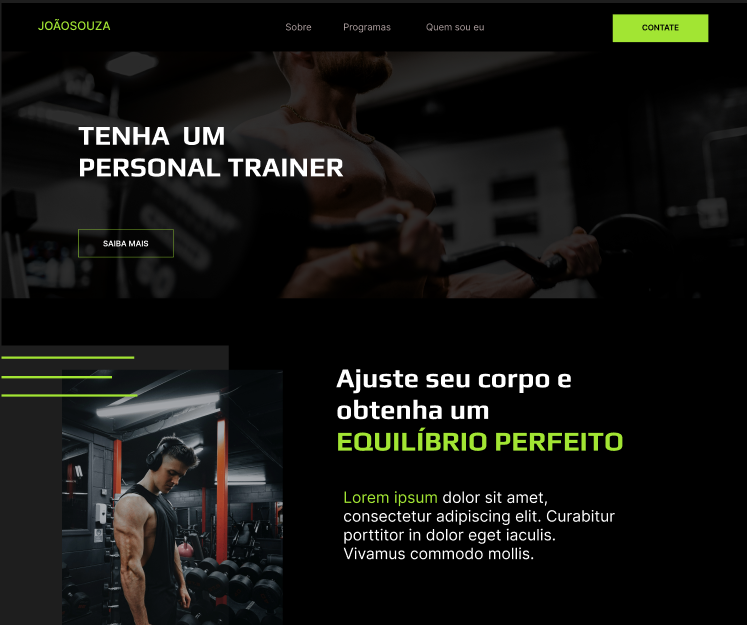 JOÃOSOUZA
Sobre Programas Quem sou eu
CONTATE
TENHA UM
PERSONAL TRAINER
SAIBA MAIS
Ajuste seu corpo e
obtenha um
EQUILÍBRIO PERFEITO
Lorem ipsum dolor sit amet,
consectetur adipiscing elit. Curabitur
porttitor in dolor eget iaculis.
Vivamus commodo mollis.